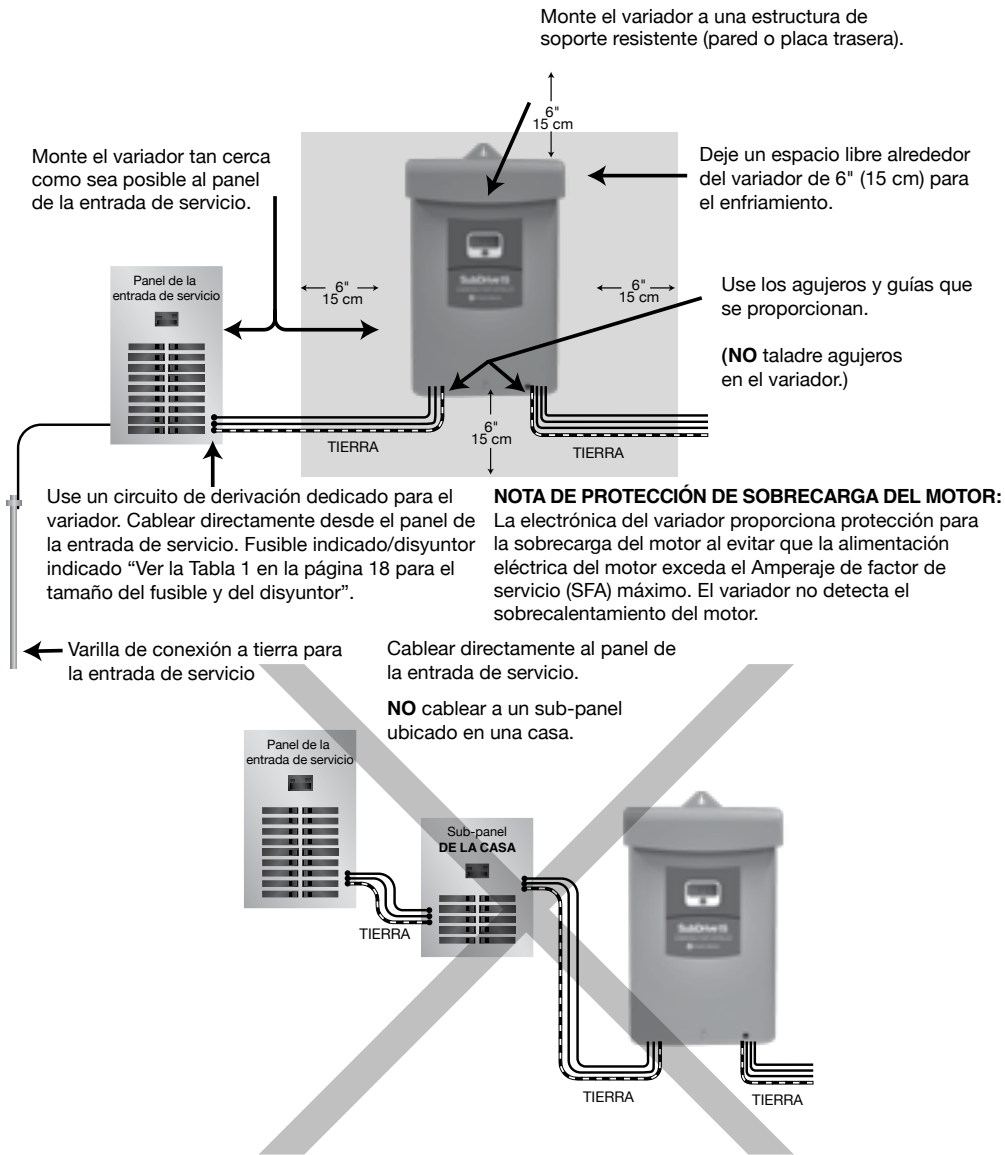 Monte el variador a una estructura de
soporte resistente (pared o placa trasera).
6"
15 cm
Monte el variador tan cerca
como sea posible al panel
de la entrada de servicio.
Deje un espacio libre alrededor
del variador de 6" (15 cm) para
el enfriamiento.
Panel de la
entrada de servicio
6"
15 cm
6"
15 cm
SubDrive15
Use los agujeros y guías que
se proporcionan.
(NO taladre agujeros
en el variador.)
6"
15 cm
TIERRA
TIERRA
Use un circuito de derivación dedicado para el
variador. Cablear directamente desde el panel de
la entrada de servicio. Fusible indicado/disyuntor
indicado “Ver la Tabla 1 en la página 18 para el
tamaño del fusible y del disyuntor”.
NOTA DE PROTECCIÓN DE SOBRECARGA DEL MOTOR:
La electrónica del variador proporciona protección para
la sobrecarga del motor al evitar que la alimentación
eléctrica del motor exceda el Amperaje de factor de
servicio (SFA) máximo. El variador no detecta el
sobrecalentamiento del motor.
Varilla de conexión a tierra para
la entrada de servicio
Cablear directamente al panel de
la entrada de servicio.
NO cablear a un sub-panel
ubicado en una casa.
Panel de la
entrada de servicio
Sub-panel
DE LA CASA
SubDrive15
TIERRA
TIERRA
TIERRA